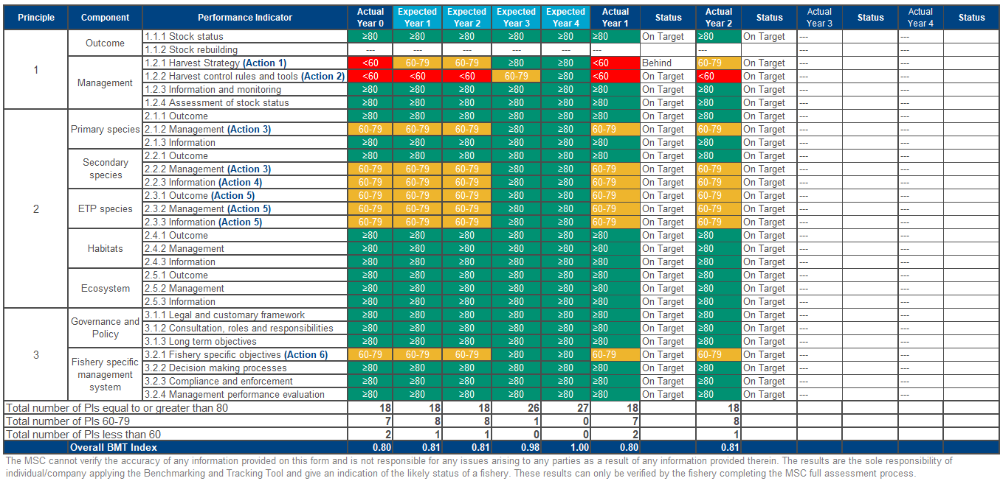 Principle Component Performance Indicator Actual Year 0 Expected Year 1 Expected Year 2 Expected Year 3 Expected Year 4 Actual Year 1 Status Actual Year 2 Status Actual Year 3 Status Actual Year 4 Status
1 Outcome 1.1.1 Stock status ≥80 ≥80 ≥80 ≥80 ≥80 ≥80 On Target ≥80 On Target --- ---
1.1.2 Stock rebuilding --- --- --- --- --- --- --- --- ---
Management 1.2.1 Harvest Strategy (Action 1) <60 60-79 60-79 ≥80 ≥80 <60 Behind 60-79 On Target --- ---
1.2.2 Harvest control rules and tools (Action 2) <60 <60 <60 60-79 ≥80 <60 On Target <60 On Target --- ---
1.2.3 Information and monitoring ≥80 ≥80 ≥80 ≥80 ≥80 ≥80 On Target ≥80 On Target --- ---
1.2.4 Assessment of stock status ≥80 ≥80 ≥80 ≥80 ≥80 ≥80 On Target ≥80 On Target --- ---
2 Primary species 2.1.1 Outcome ≥80 ≥80 ≥80 ≥80 ≥80 ≥80 On Target ≥80 On Target --- ---
2.1.2 Management (Action 3) 60-79 60-79 60-79 ≥80 ≥80 60-79 On Target 60-79 On Target --- ---
2.1.3 Information ≥80 ≥80 ≥80 ≥80 ≥80 ≥80 On Target ≥80 On Target --- ---
Secondary species 2.2.1 Outcome ≥80 ≥80 ≥80 ≥80 ≥80 ≥80 On Target ≥80 On Target --- ---
2.2.2 Management (Action 3) 60-79 60-79 60-79 ≥80 ≥80 60-79 On Target 60-79 On Target --- ---
2.2.3 Information (Action 4) 60-79 60-79 60-79 ≥80 ≥80 60-79 On Target 60-79 On Target --- ---
ETP species 2.3.1 Outcome (Action 5) 60-79 60-79 60-79 ≥80 ≥80 60-79 On Target 60-79 On Target --- ---
2.3.2 Management (Action 5) 60-79 60-79 60-79 ≥80 ≥80 60-79 On Target 60-79 On Target --- ---
2.3.3 Information (Action 5) 60-79 60-79 60-79 ≥80 ≥80 60-79 On Target 60-79 On Target --- ---
Habitats 2.4.1 Outcome ≥80 ≥80 ≥80 ≥80 ≥80 ≥80 On Target ≥80 On Target --- ---
2.4.2 Management ≥80 ≥80 ≥80 ≥80 ≥80 ≥80 On Target ≥80 On Target --- ---
2.4.3 Information ≥80 ≥80 ≥80 ≥80 ≥80 ≥80 On Target ≥80 On Target --- ---
Ecosystem 2.5.1 Outcome ≥80 ≥80 ≥80 ≥80 ≥80 ≥80 On Target ≥80 On Target --- ---
2.5.2 Management ≥80 ≥80 ≥80 ≥80 ≥80 ≥80 On Target ≥80 On Target --- ---
2.5.3 Information ≥80 ≥80 ≥80 ≥80 ≥80 ≥80 On Target ≥80 On Target --- ---
3 Governance and Policy 3.1.1 Legal and customary framework ≥80 ≥80 ≥80 ≥80 ≥80 ≥80 On Target ≥80 On Target --- ---
3.1.2 Consultation, roles and responsibilities ≥80 ≥80 ≥80 ≥80 ≥80 ≥80 On Target ≥80 On Target --- ---
3.1.3 Long term objectives ≥80 ≥80 ≥80 ≥80 ≥80 ≥80 On Target ≥80 On Target --- ---
Fishery specific management system 3.2.1 Fishery specific objectives (Action 6) 60-79 60-79 60-79 ≥80 ≥80 60-79 On Target 60-79 On Target --- ---
3.2.2 Decision making processes ≥80 ≥80 ≥80 ≥80 ≥80 ≥80 On Target ≥80 On Target --- ---
3.2.3 Compliance and enforcement ≥80 ≥80 ≥80 ≥80 ≥80 ≥80 On Target ≥80 On Target --- ---
3.2.4 Management performance evaluation ≥80 ≥80 ≥80 ≥80 ≥80 ≥80 On Target ≥80 On Target --- ---
Total number of PIs equal to or greater than 80 18 18 18 26 27 18 18
Total number of PIs 60-79 7 8 8 1 0 7 8
Total number of PIs less than 60 2 1 1 0 0 2 1
Overall BMT Index 0.80 0.81 0.81 0.98 1.00 0.80 0.81
The MSC cannot verify the accuracy of any information provided on this form and is not responsible for any issues arising to any parties as a result of any information provided therein. The results are the sole responsibility of
individual/company applying the Benchmarking and Tracking Tool and give an indication of the likely status of a fishery. These results can only be verified by the fishery completing the MSC full assessment process.